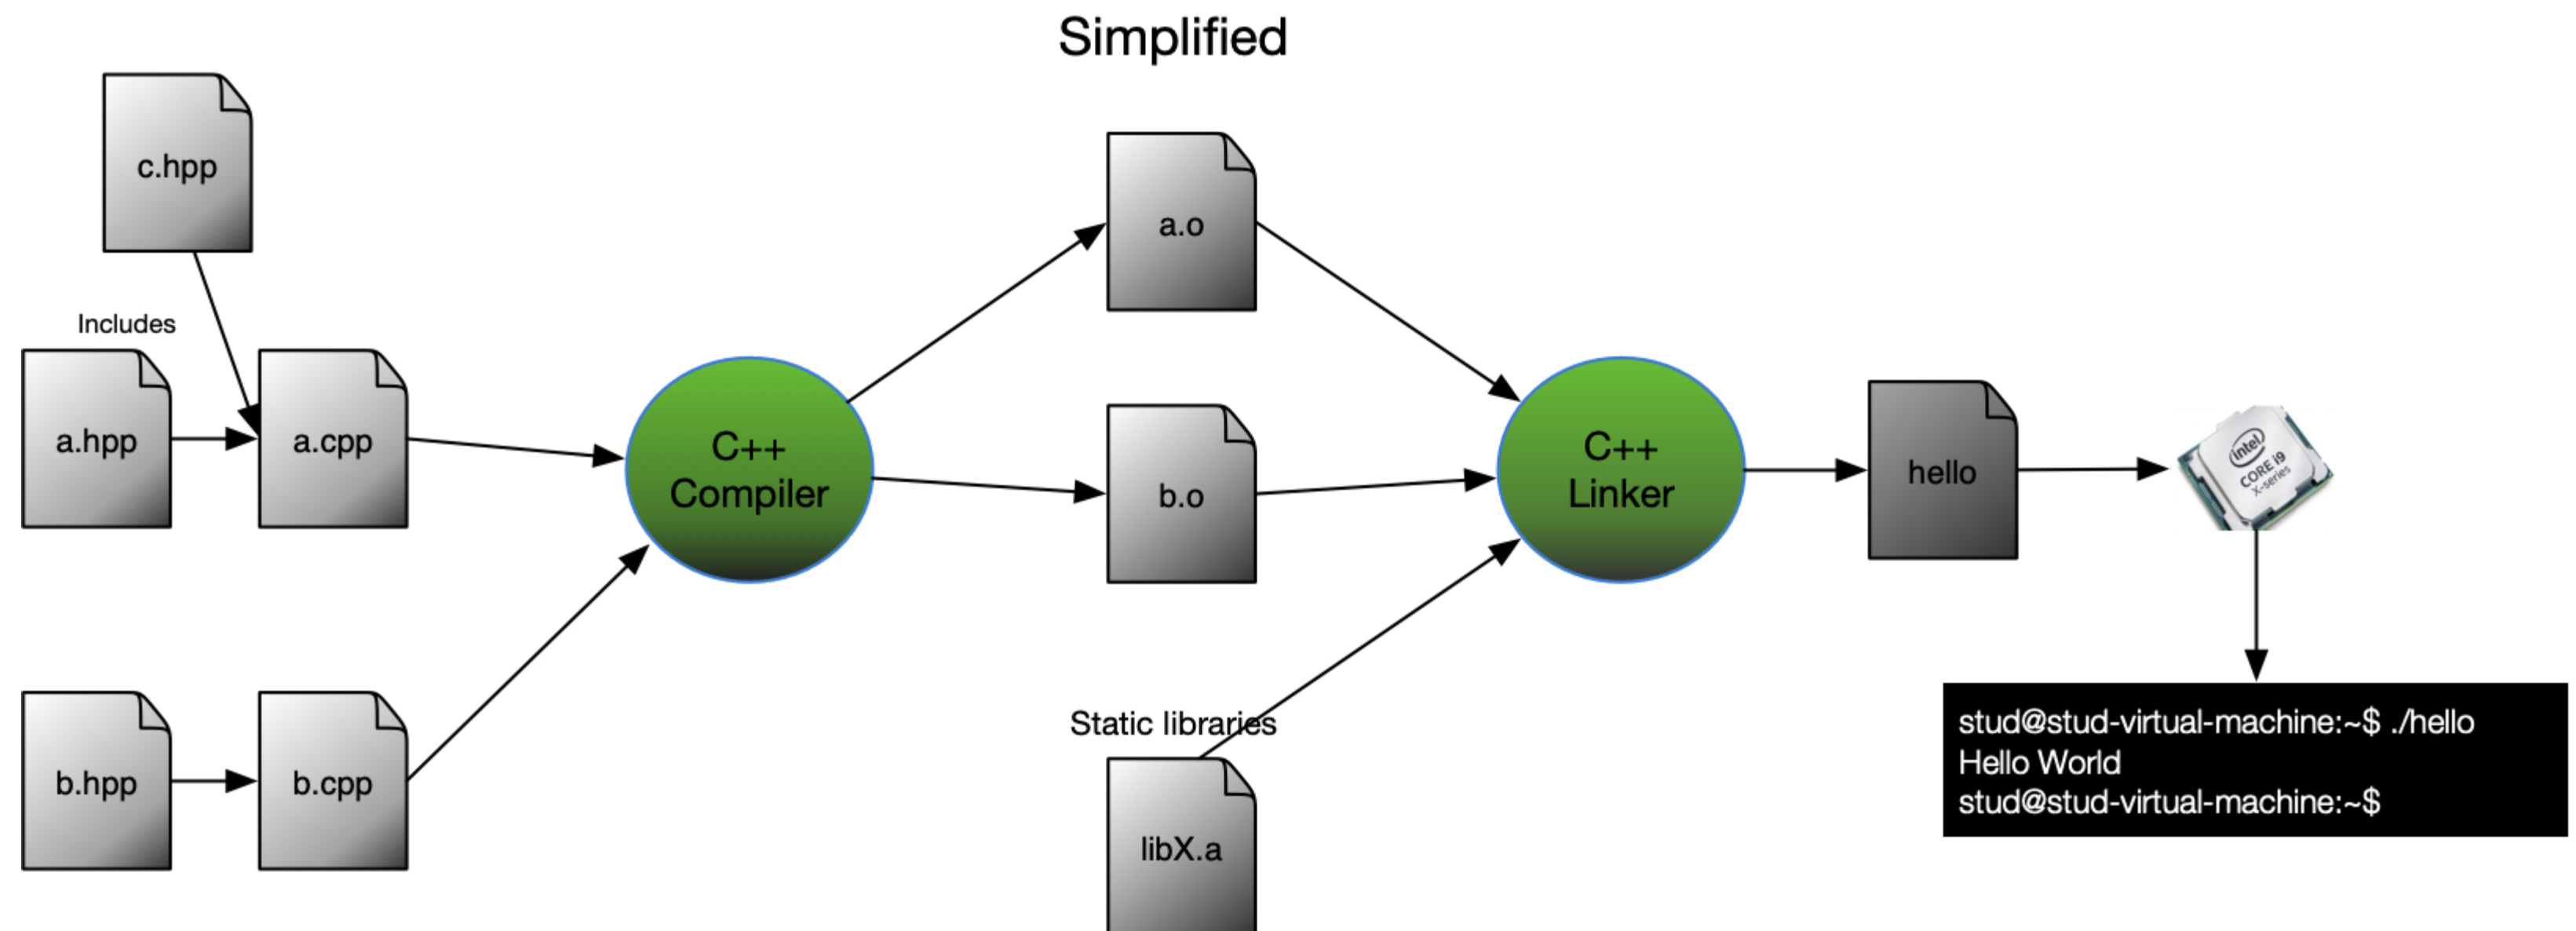 Simplified
c.hpp
Includes
a.hpp
a.cpp
b.hpp
b.cpp
C++
Compiler
a.o
b.o
Static libraries
libX.a
C++
Linker
hello
intel
CORE i9
X-series
stud@stud-virtual-machine:~$ ./hello
Hello World
stud@stud-virtual-machine:~$